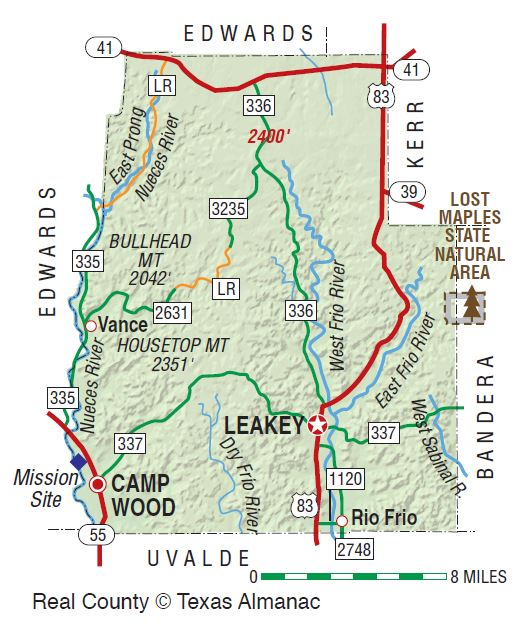 EDWARDS
41
LR
336
83
41
2400'
East Prong
Nueces River
KERR
39
LOST
MAPLES
STATE
NATURAL
AREA
3235
EDWARDS
BULLHEAD
MT
2042'
335
LR
2631
336
West Frio River
Vance
HOUSETOP MT
2351'
Nueces River
East Frio River
BANDERA
335
337
LEAKEY
337
West Sabinal R.
Dry Frio River
Mission
Site
CAMP
WOOD
1120
83
Rio Frio
55
2748
UVALDE
0
8 MILES
Real County © Texas Almanac